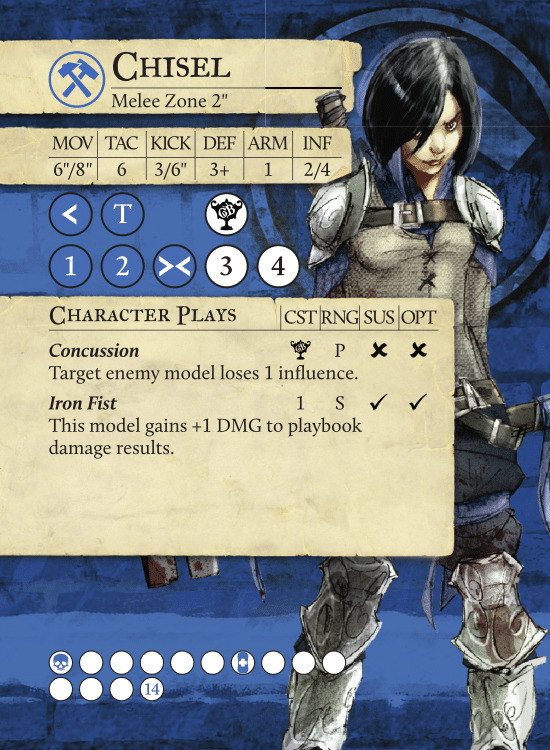 CHISEL
Melee Zone 2"
MOV TAC KICK DEF ARM INF
6"/8" 6 3/6" 3+ 1 2/4
< T GB
1 2 >< 3 4
CHARACTER PLAYS CST RNG SUS OPT
Concussion GB P ✘ ✘
Target enemy model loses 1 influence.
Iron Fist 1 S ✓ ✓
This model gains +1 DMG to playbook
damage results.
14